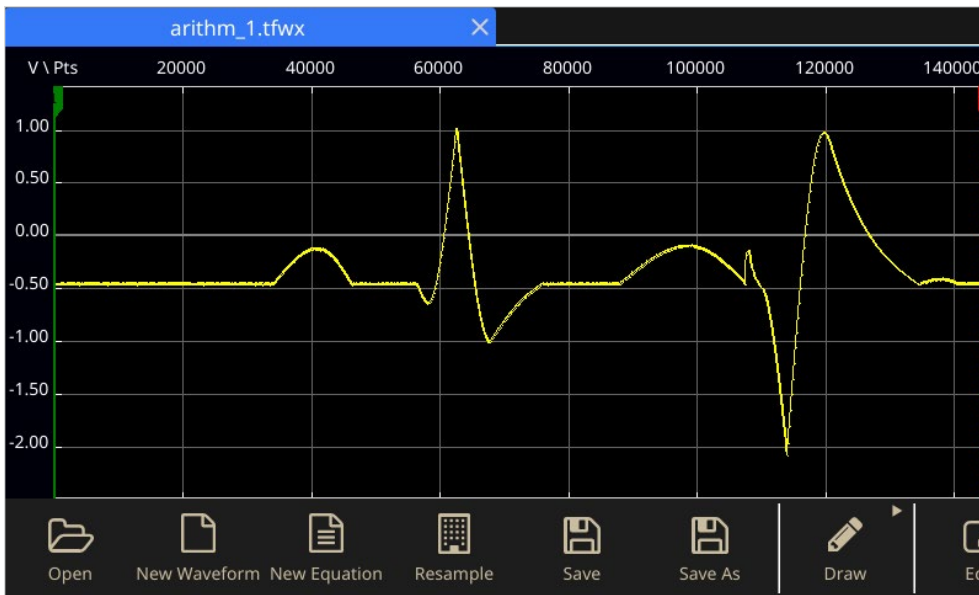 arithm_1.tfwx
V \ Pts 20000 40000 60000 80000 100000 120000 140000
1.00
0.50
0.00
-0.50
-1.00
-1.50
-2.00
Open New Waveform New Equation Resample Save Save As Draw